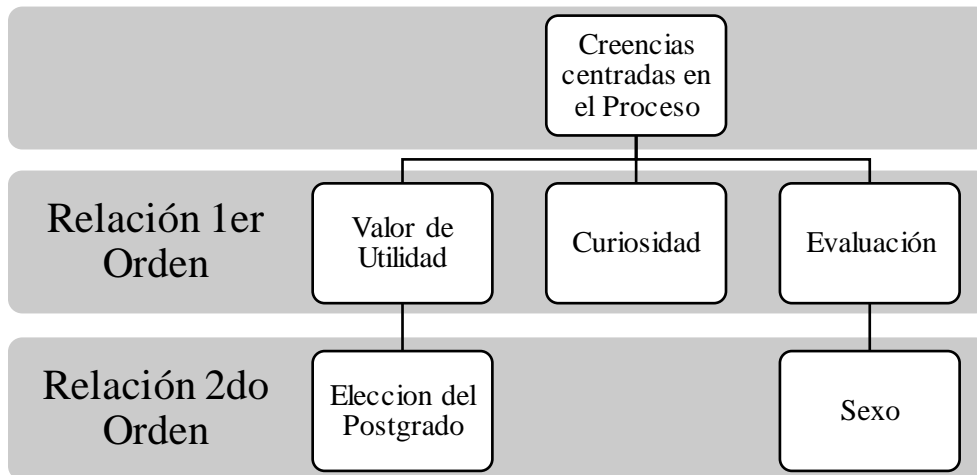 Creencias
centradas en
el Proceso
Relación 1er
Orden
Valor de
Utilidad
Curiosidad
Evaluación
Relación 2do
Orden
Eleccion del
Postgrado
Sexo